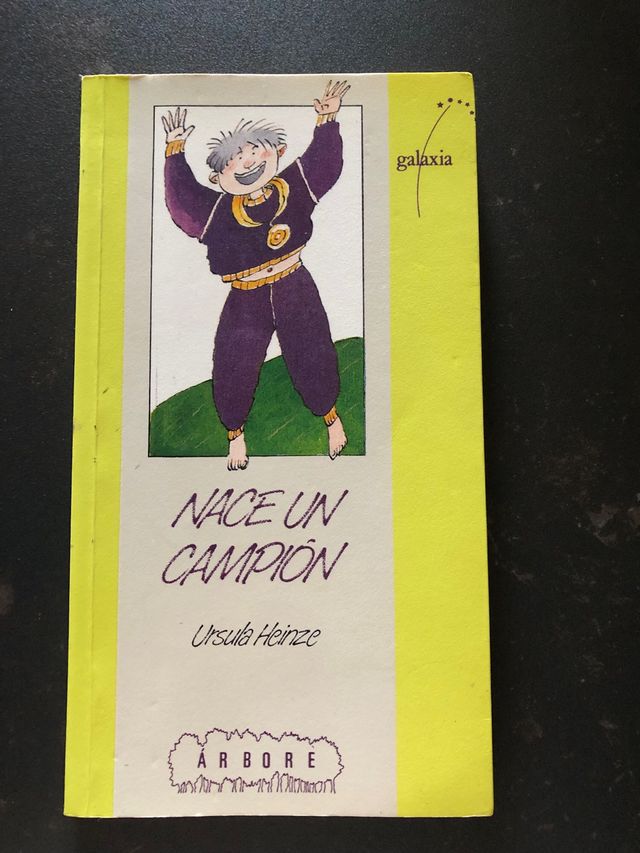 galaxia
NACE UN
CAMPIÓN
Ursula Heinze
ÁRBORE